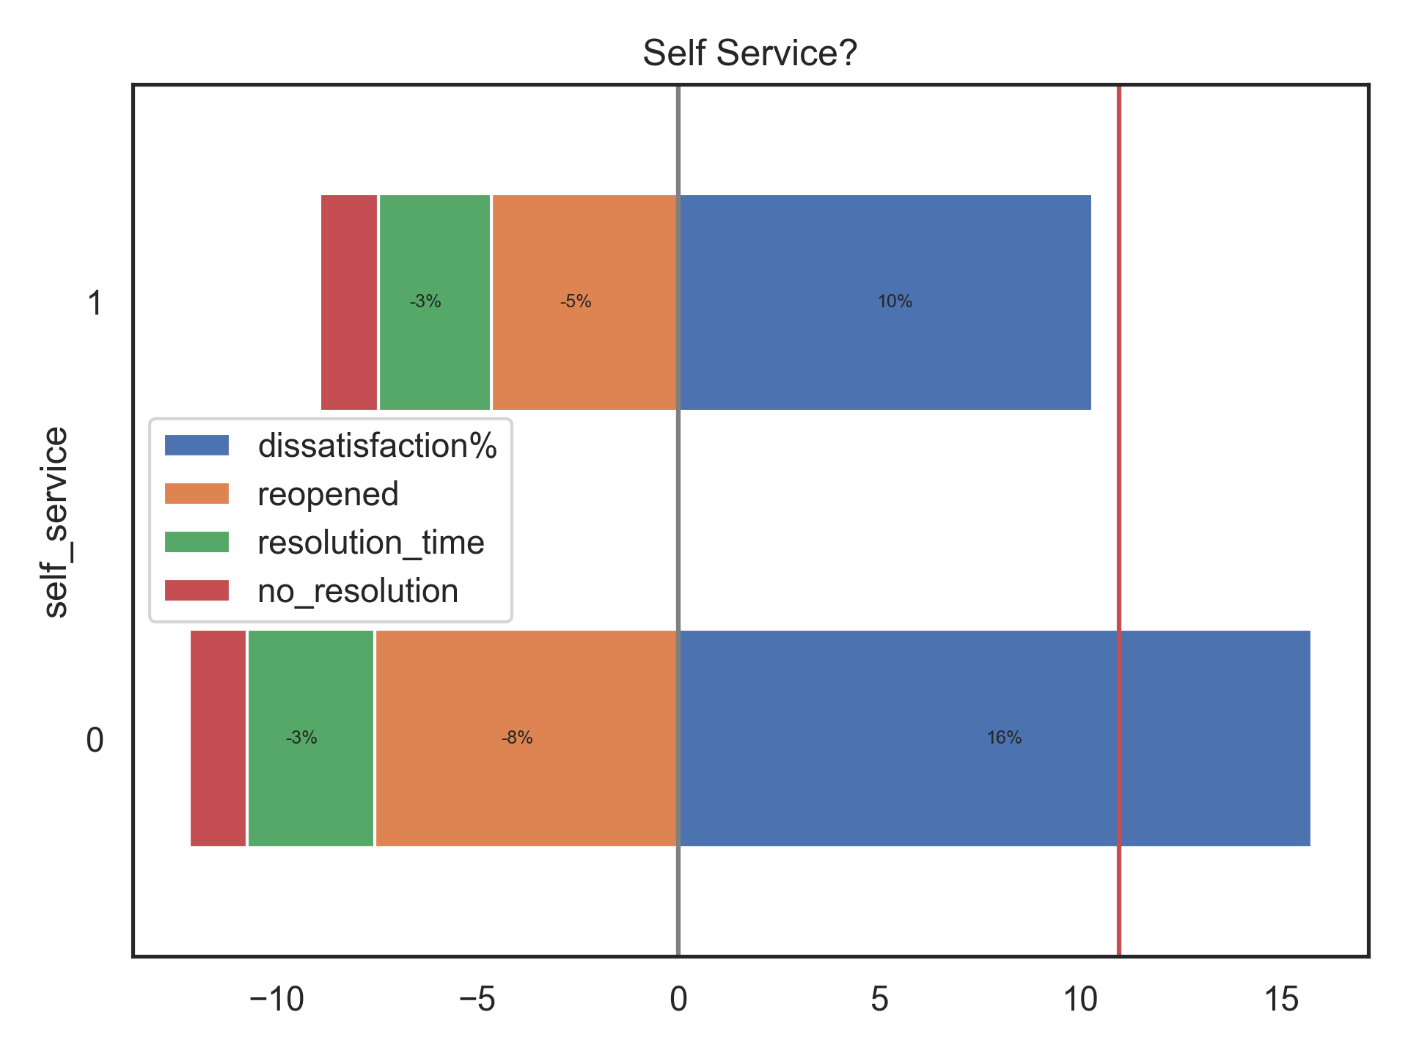 Self Service?
1
-3%
-5%
10%
self_service
dissatisfaction%
reopened
resolution_time
no_resolution
0
-3%
-8%
16%
−10
−5
0
5
10
15